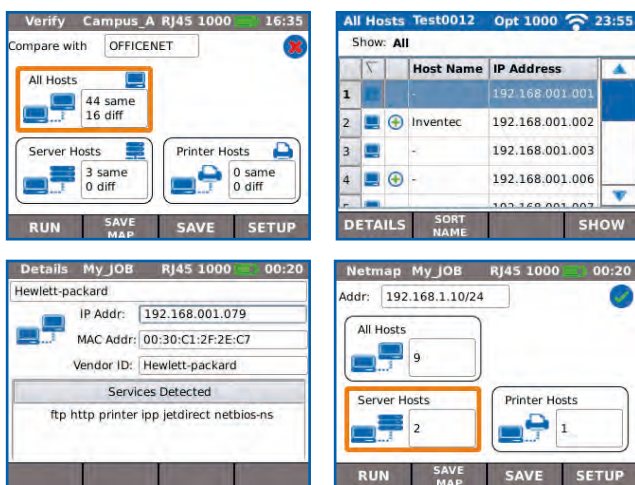 Verify Campus_A RJ45 1000 16:35
Compare with OFFICENET
All Hosts
44 same
16 diff
Server Hosts
3 same
0 diff
Printer Hosts
0 same
0 diff
RUN SAVE MAP SAVE SETUP
All Hosts Test0012 Opt 1000 23:55
Show: All
Host Name IP Address
1 - 192.168.001.001
2 Inventec 192.168.001.002
3 - 192.168.001.003
4 - 192.168.001.006
DETAILS SORT NAME SHOW
Details My_JOB RJ45 1000 00:20
Hewlett-packard
IP Addr: 192.168.001.079
MAC Addr: 00:30:C1:2F:2E:C7
Vendor ID: Hewlett-packard
Services Detected
ftp http printer ipp jetdirect netbios-ns
Netmap My_JOB RJ45 1000 00:20
Addr: 192.168.1.10/24
All Hosts
9
Server Hosts
2
Printer Hosts
1
RUN SAVE MAP SAVE SETUP